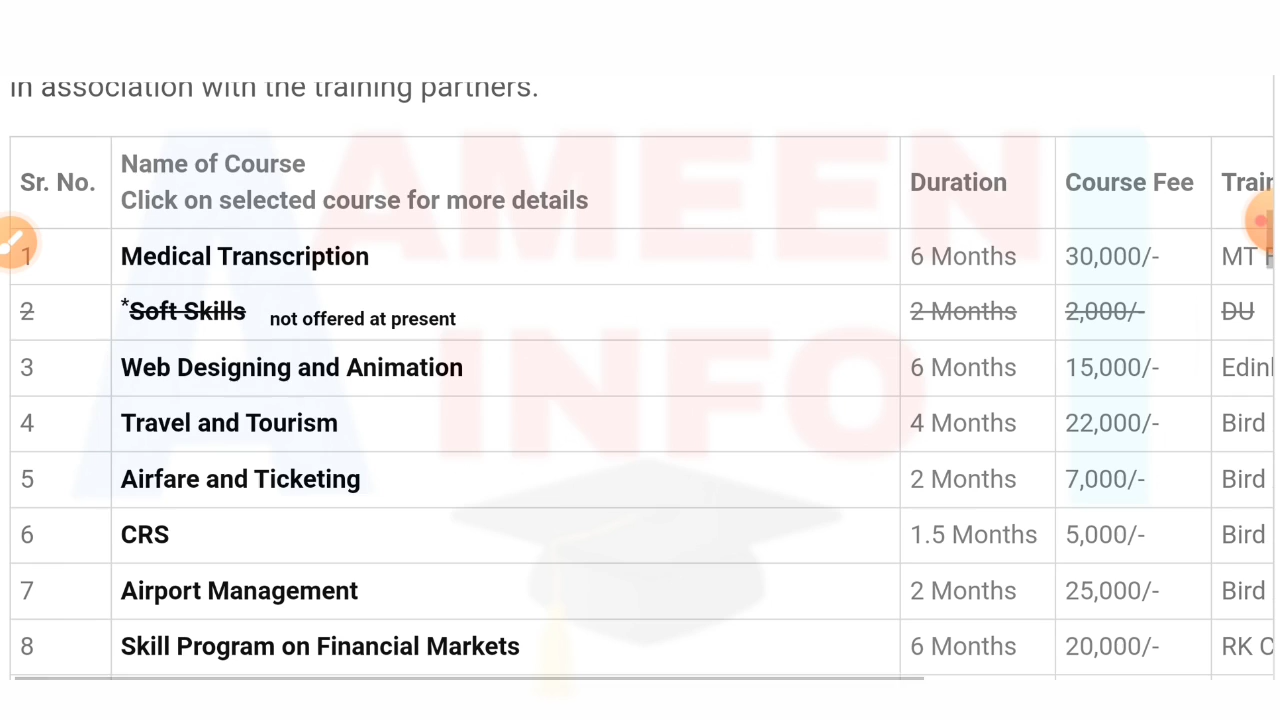 in association with the training partners.
Sr. No. Name of Course Click on selected course for more details Duration Course Fee
1 Medical Transcription 6 Months 30,000/- MT
2 *Soft Skills not offered at present 2 Months 2,000/- DU
3 Web Designing and Animation 6 Months 15,000/-
4 Travel and Tourism 4 Months 22,000/- Bird
5 Airfare and Ticketing 2 Months 7,000/- Bird
6 CRS 1.5 Months 5,000/- Bird
7 Airport Management 2 Months 25,000/- Bird
8 Skill Program on Financial Markets 6 Months 20,000/- RK
AMEEN
INFO